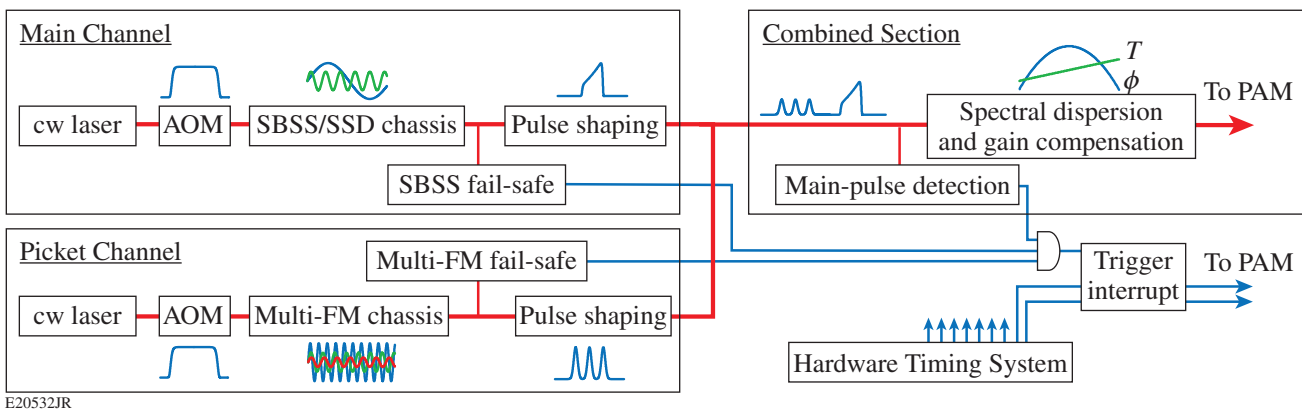 Main Channel
cw laser
AOM
SBSS/SSD chassis
Pulse shaping
SBSS fail-safe
Combined Section
T
ϕ
To PAM
Spectral dispersion
and gain compensation
Main-pulse detection
Picket Channel
Multi-FM fail-safe
cw laser
AOM
Multi-FM chassis
Pulse shaping
Trigger
interrupt
To PAM
Hardware Timing System
E20532JR